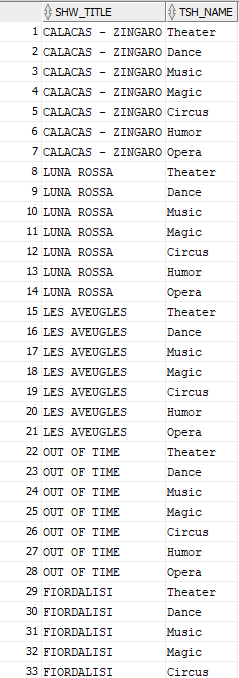 SHW_TITLE TSH_NAME
1 CALACAS - ZINGARO Theater
2 CALACAS - ZINGARO Dance
3 CALACAS - ZINGARO Music
4 CALACAS - ZINGARO Magic
5 CALACAS - ZINGARO Circus
6 CALACAS - ZINGARO Humor
7 CALACAS - ZINGARO Opera
8 LUNA ROSSA Theater
9 LUNA ROSSA Dance
10 LUNA ROSSA Music
11 LUNA ROSSA Magic
12 LUNA ROSSA Circus
13 LUNA ROSSA Humor
14 LUNA ROSSA Opera
15 LES AVEUGLES Theater
16 LES AVEUGLES Dance
17 LES AVEUGLES Music
18 LES AVEUGLES Magic
19 LES AVEUGLES Circus
20 LES AVEUGLES Humor
21 LES AVEUGLES Opera
22 OUT OF TIME Theater
23 OUT OF TIME Dance
24 OUT OF TIME Music
25 OUT OF TIME Magic
26 OUT OF TIME Circus
27 OUT OF TIME Humor
28 OUT OF TIME Opera
29 FIORDALISI Theater
30 FIORDALISI Dance
31 FIORDALISI Music
32 FIORDALISI Magic
33 FIORDALISI Circus